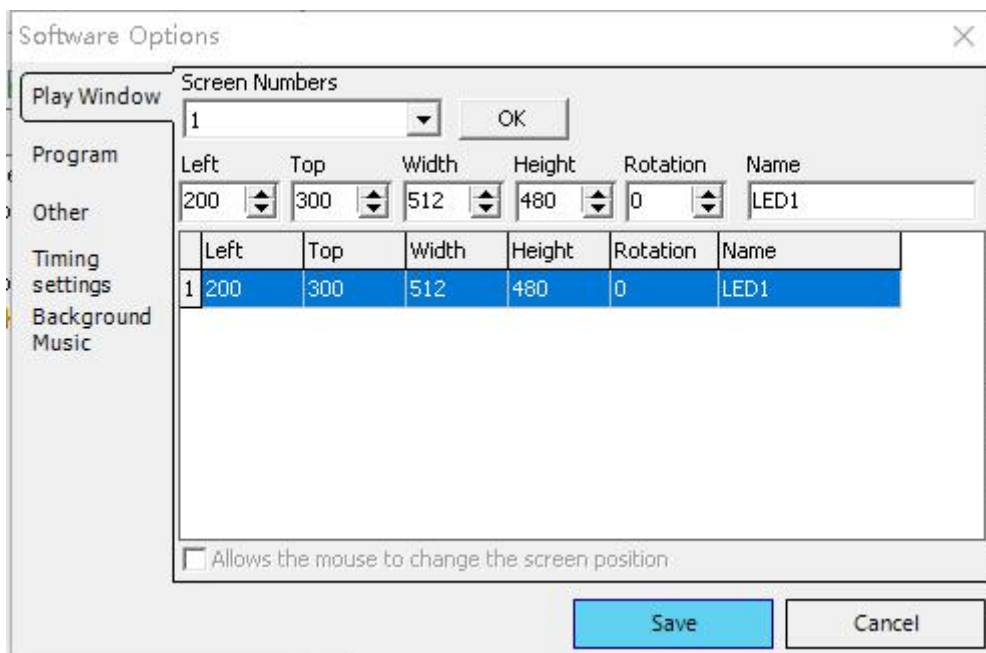 Software Options
Play Window
Program
Other
Timing
settings
Background
Music
Screen Numbers
1 OK
Left Top Width Height Rotation Name
200 300 512 480 0 LED1
Left Top Width Height Rotation Name
1 200 300 512 480 0 LED1
Allows the mouse to change the screen position
Save Cancel